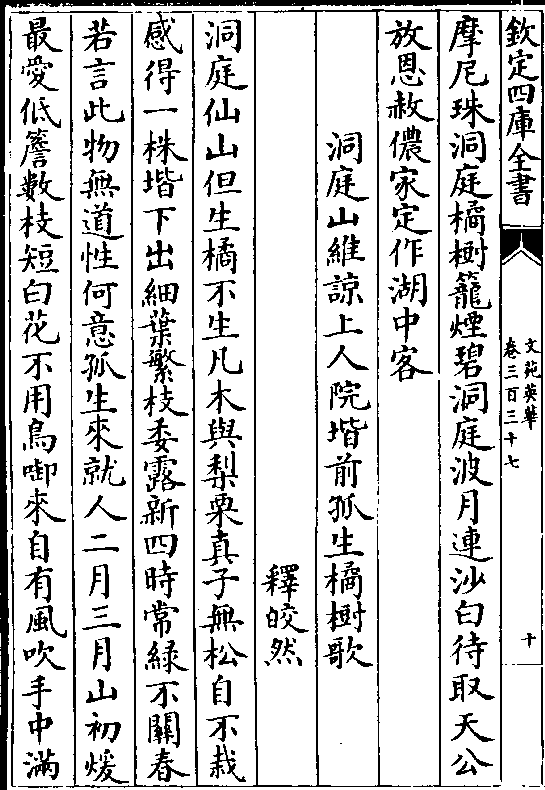 欽定四庫全書
文苑英華
卷三百三十七
十
摩尼珠洞庭橘樹籠煙碧洞庭波月連沙白待取天公
放恩赦儂家定作湖中客
洞庭山維諒上人院堦前孤生橘樹歌
釋皎然
洞庭仙山但生橘不生凡木與梨栗真子無松自不栽
感得一株堦下出細葉繁枝委露新四時常緑不關春
若言此物無道性何意孤生來就人二月三月山初煖
最愛低簷數枝短白花不用鳥啣來自有風吹手中滿